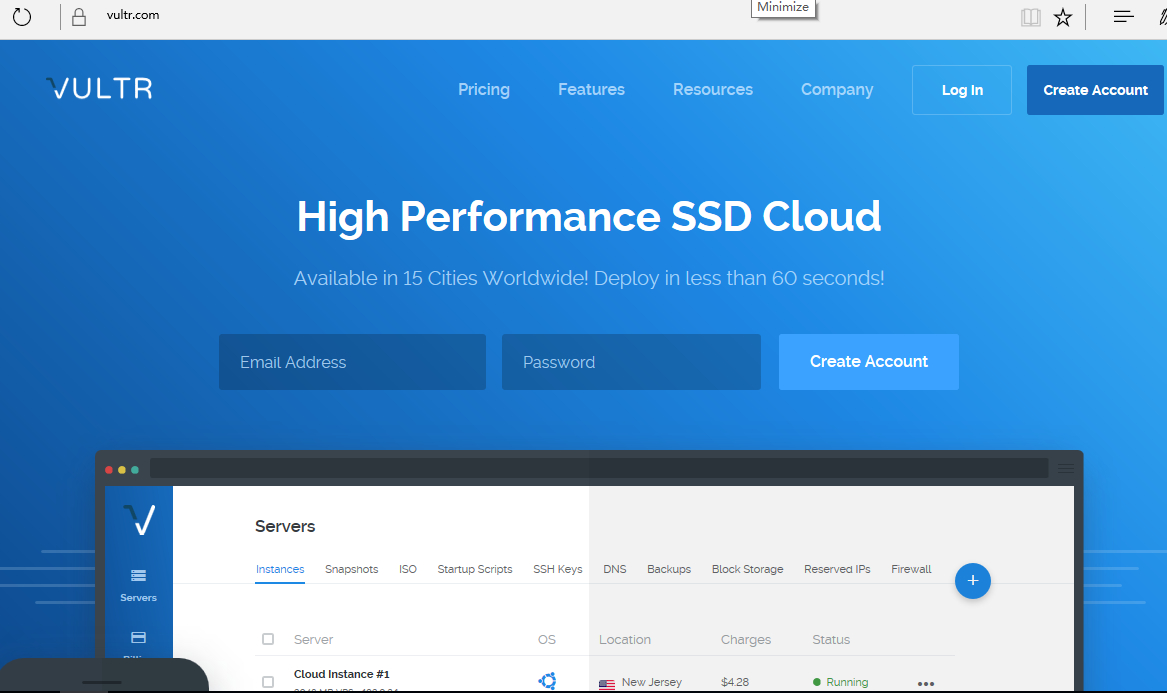 Minimize
vultr.com
VULTR
Pricing Features Resources Company Log In Create Account
High Performance SSD Cloud
Available in 15 Cities Worldwide! Deploy in less than 60 seconds!
Email Address Password Create Account
Servers
Instances Snapshots ISO Startup Scripts SSH Keys DNS Backups Block Storage Reserved IPs Firewall
+
Servers
Server OS Location Charges Status
Cloud Instance #1
New Jersey $4.28 Running